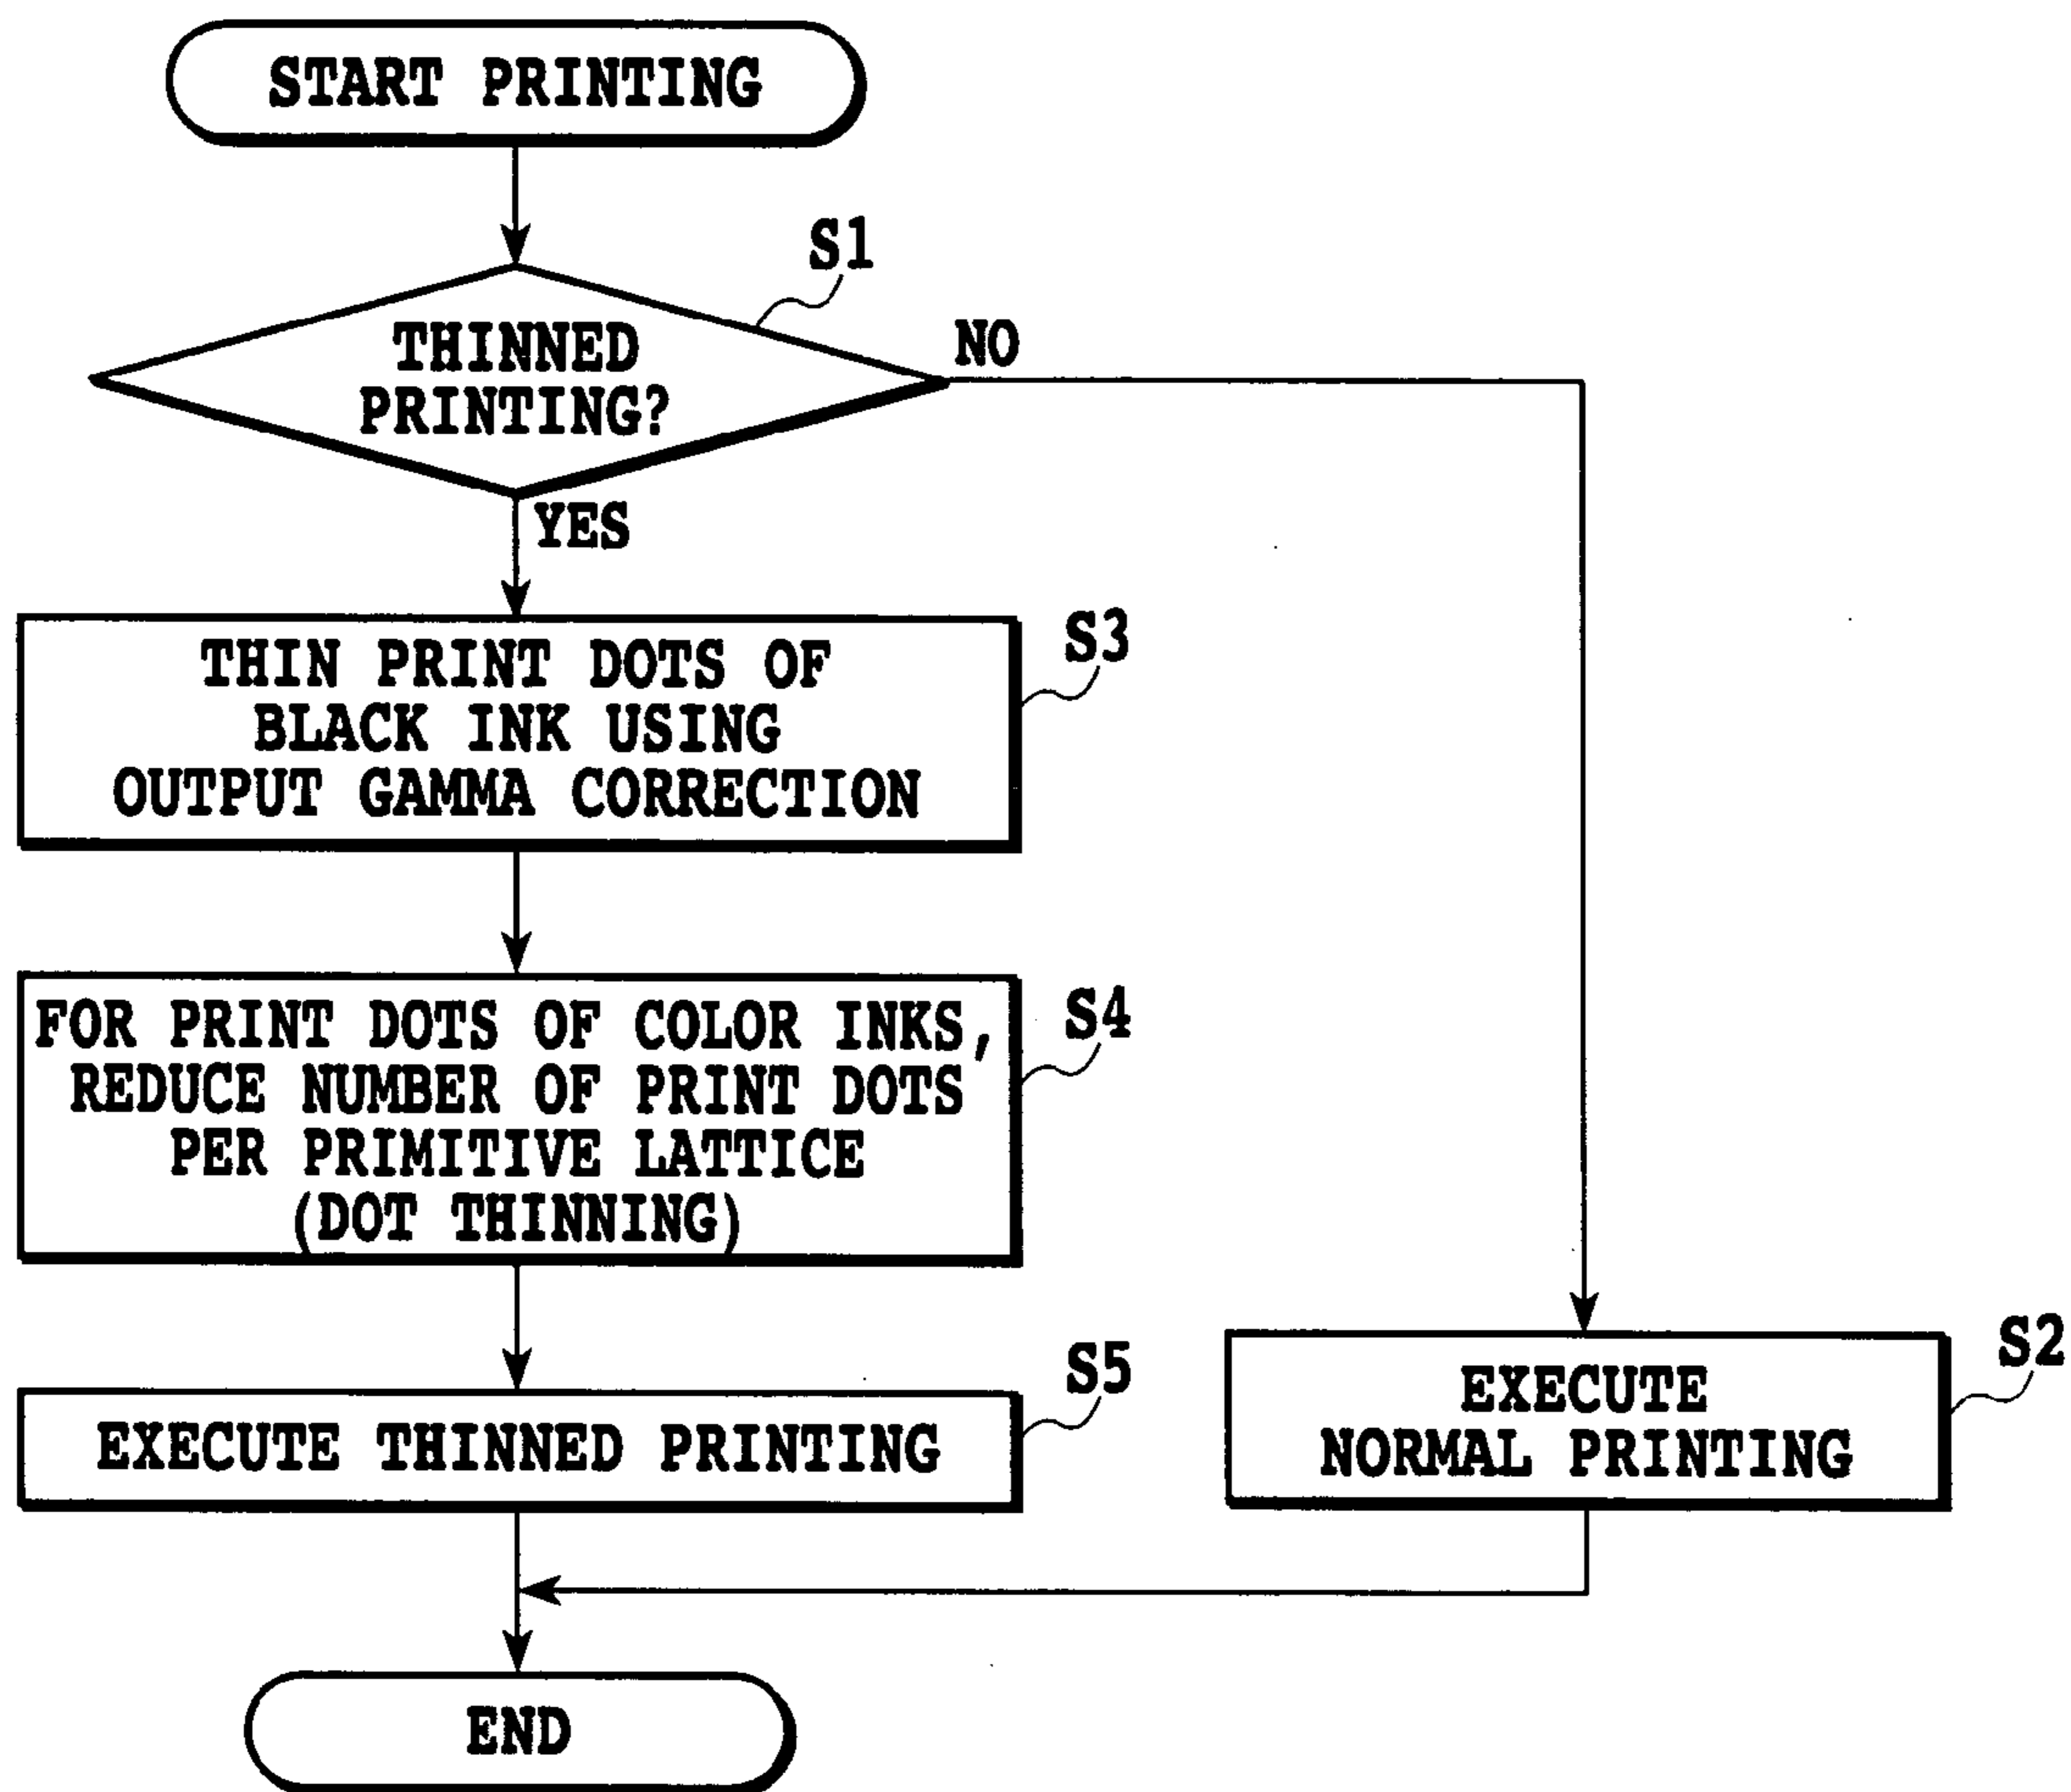 START PRINTING
S1
THINNED
PRINTING?
NO
YES
S3
THIN PRINT DOTS OF
BLACK INK USING
OUTPUT GAMMA CORRECTION
S4
FOR PRINT DOTS OF COLOR INKS,
REDUCE NUMBER OF PRINT DOTS
PER PRIMITIVE LATTICE
(DOT THINNING)
S5
EXECUTE THINNED PRINTING
S2
EXECUTE
NORMAL PRINTING
END